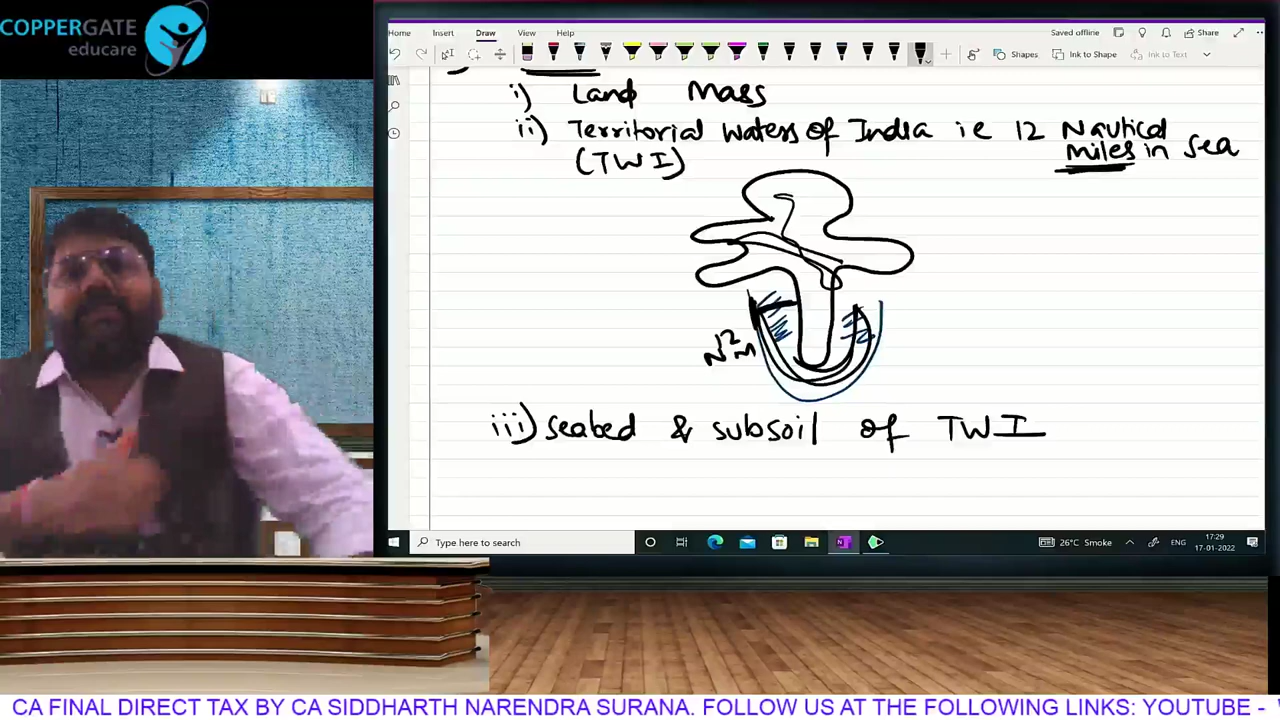 COPPERGATE
educare
Home Insert Draw View Help
Saved offline
Share
Shapes
Ink to Shape
Ink to Text
i) Land Mass
ii) Territorial waters of India ie 12 Nautical
miles in sea
(TWI)
iii) seabed & subsoil of TWI
Type here to search
26°C Smoke
ENG
17:29
17-01-2022
CA FINAL DIRECT TAX BY CA SIDDHARTH NARENDRA SURANA. FOLLOW US AT THE FOLLOWING LINKS: YOUTUBE -